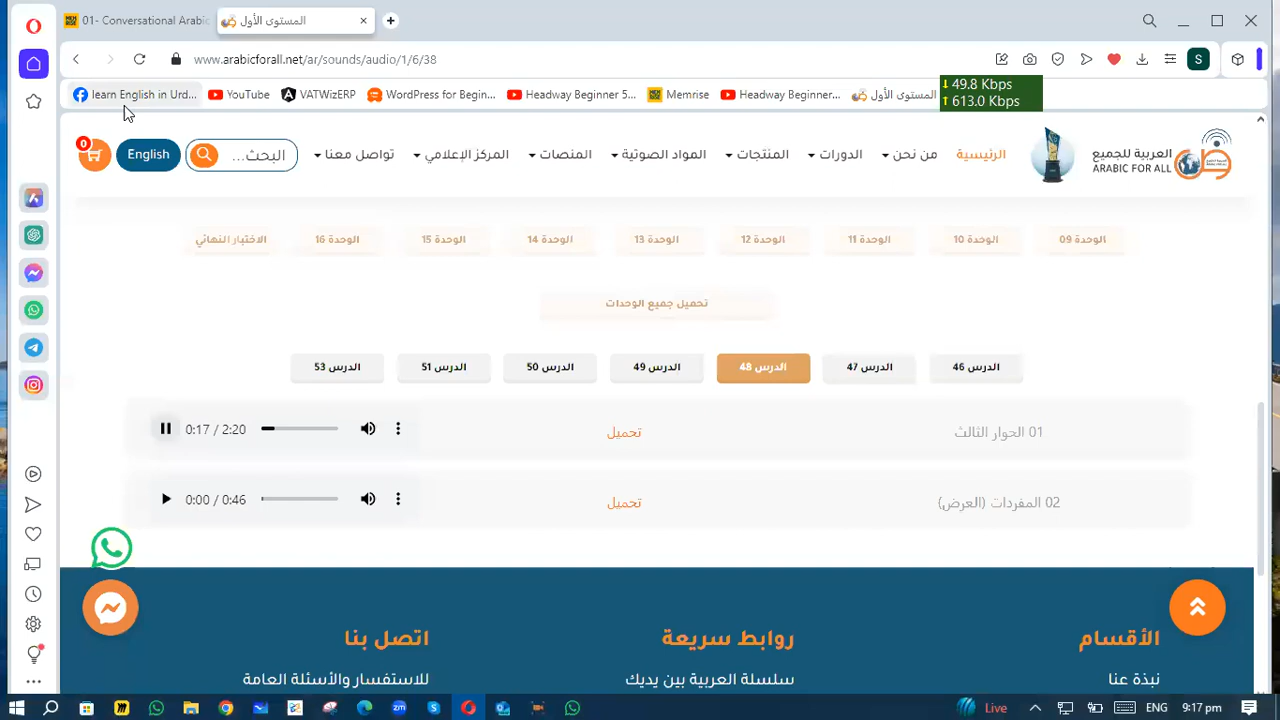 01- Conversational Arabic
المستوى الأول
www.arabicforall.net/ar/sounds/audio/1/6/38
S
learn English in Urd...
YouTube
VATWizERP
WordPress for Begin...
Headway Beginner 5...
Memrise
Headway Beginner...
المستوى الأول
49.8 Kbps
613.0 Kbps
العربية للجميع
ARABIC FOR ALL
الرئيسية
من نحن
الدورات
المنتجات
المواد الصوتية
المنصات
المركز الإعلامي
تواصل معنا
البحث...
English
0
الوحدة 09
الوحدة 10
الوحدة 11
الوحدة 12
الوحدة 13
الوحدة 14
الوحدة 15
الوحدة 16
الاختبار النهائي
تحميل جميع الوحدات
الدرس 46
الدرس 47
الدرس 48
الدرس 49
الدرس 50
الدرس 51
الدرس 53
01 الحوار الثالث
تحميل
0:17 / 2:20
02 المفردات (العرض)
تحميل
0:00 / 0:46
الأقسام
روابط سريعة
اتصل بنا
نبذة عنا
سلسلة العربية بين يديك
للاستفسار والأسئلة العامة
Live
ENG
9:17 pm